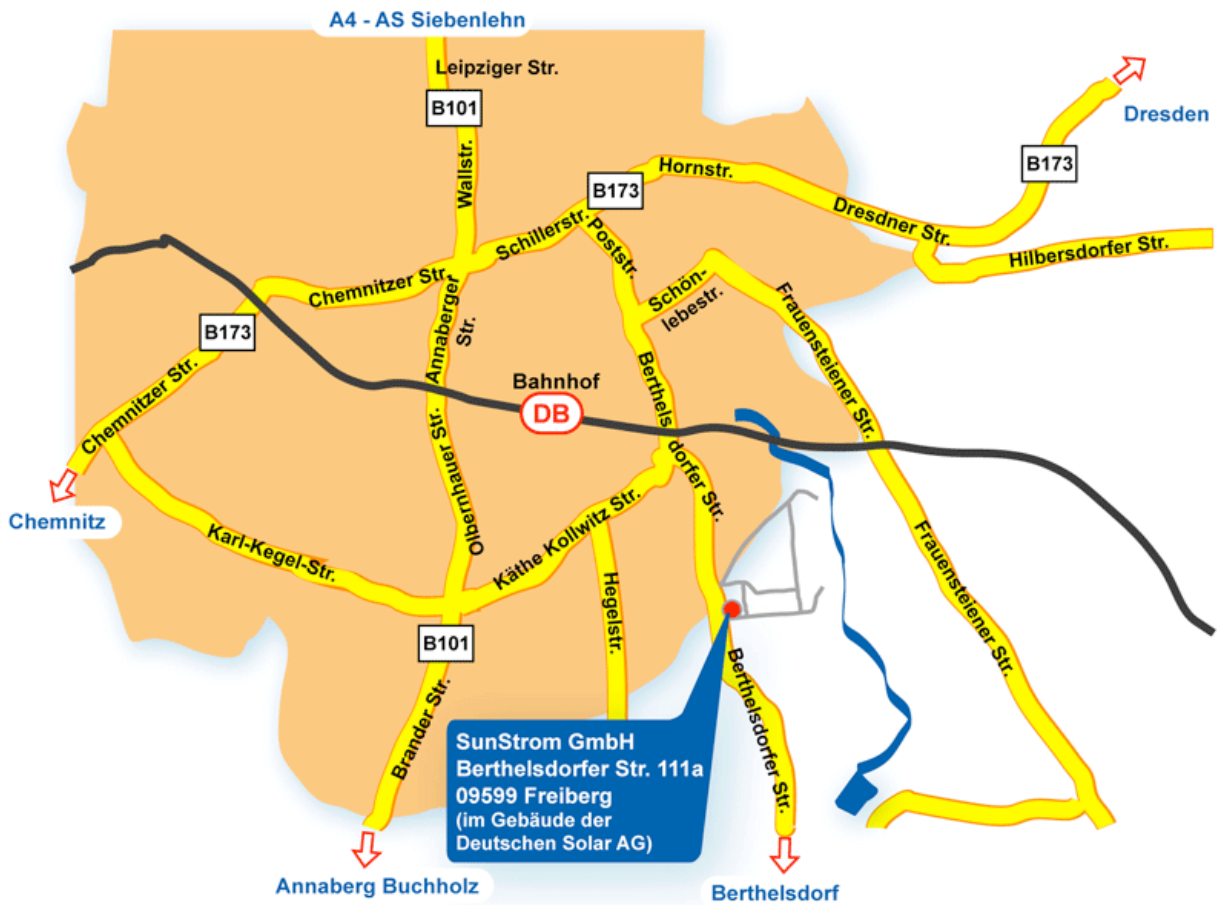 A4 - AS Siebenlehn
Leipziger Str.
B101
Dresden
Wallstr.
B173
Hornstr.
B173
Dresdner Str.
Schillerstr.
Poststr.
Hilbersdorfer Str.
Chemnitzer Str.
Schön-
lebestr.
Frauensteiener Str.
Annaberger
Str.
B173
Chemnitzer Str.
Bahnhof
DB
Berthels
dorfer Str.
Olbernhauer Str.
Chemnitz
Karl-Kegel-Str.
Käthe Kollwitz Str.
Hegelstr.
Frauensteiener Str.
B101
Brander Str.
Berthelsdorfer Str.
SunStrom GmbH
Berthelsdorfer Str. 111a
09599 Freiberg
(im Gebäude der
Deutschen Solar AG)
Annaberg Buchholz
Berthelsdorf